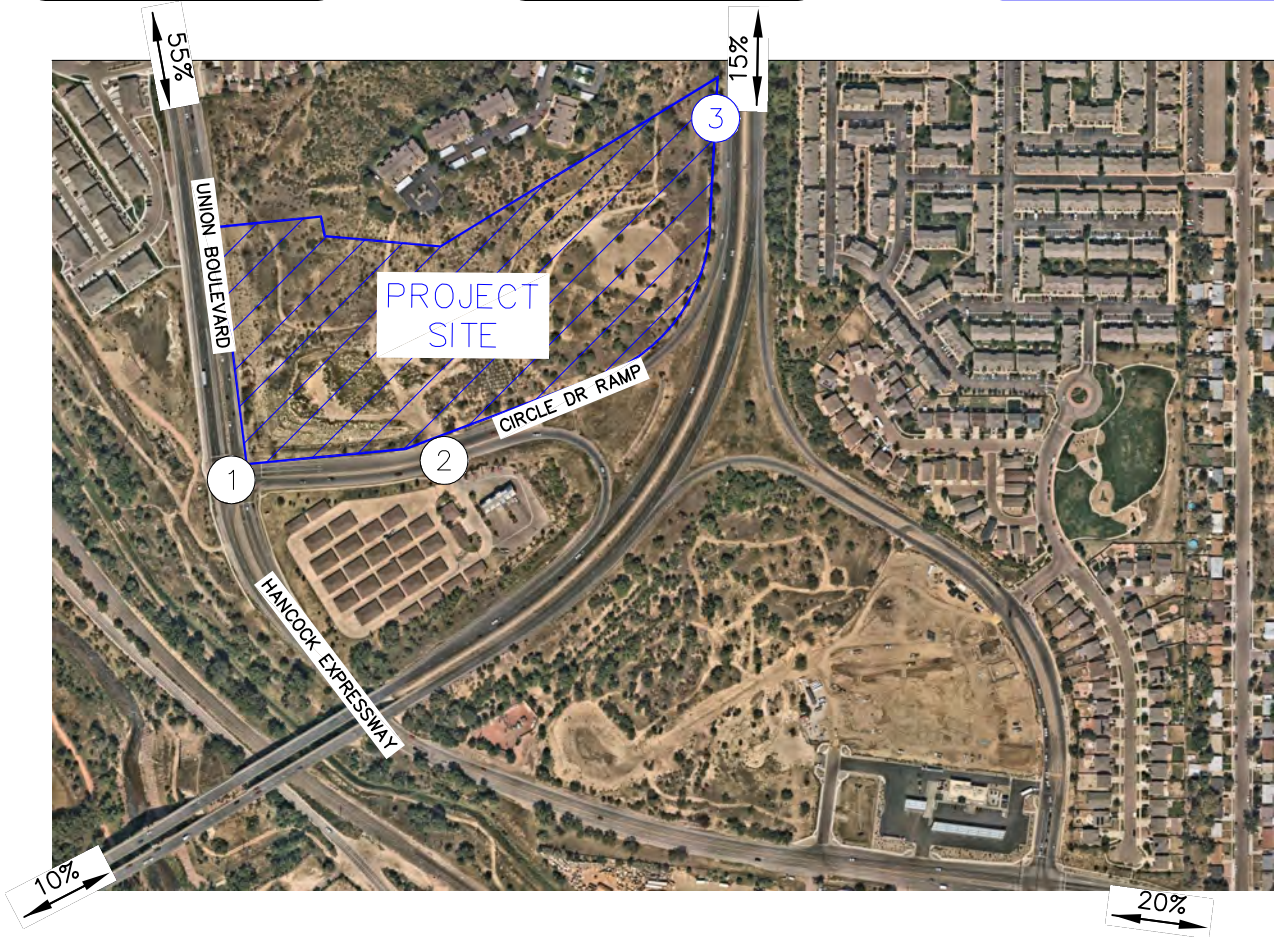 55%
15%
3
UNION BOULEVARD
PROJECT
SITE
CIRCLE DR RAMP
1
2
HANCOCK EXPRESSWAY
10%
20%